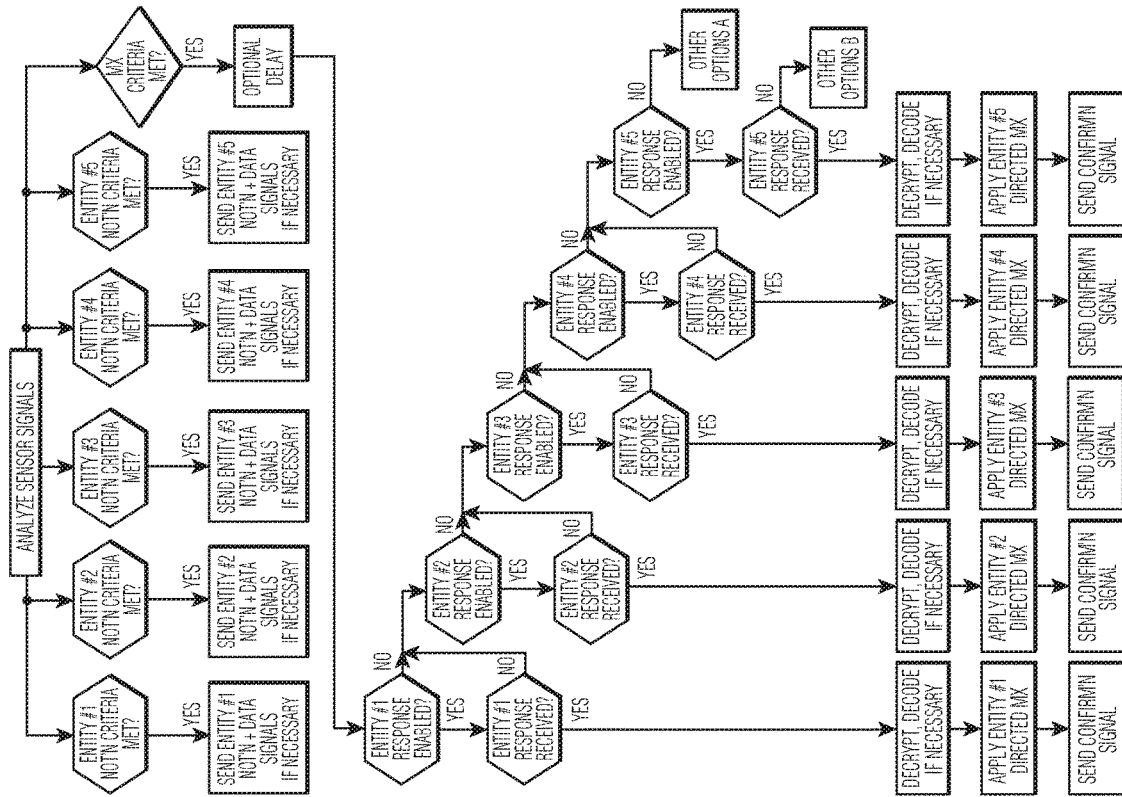 ANALYZE SENSOR SIGNALS
ENTITY #1
NOT'N CRITERIA
MET?
ENTITY #2
NOT'N CRITERIA
MET?
ENTITY #3
NOT'N CRITERIA
MET?
ENTITY #4
NOT'N CRITERIA
MET?
ENTITY #5
NOT'N CRITERIA
MET?
MX
CRITERIA
MET?
YES
YES
YES
YES
YES
YES
SEND ENTITY #1
NOT'N + DATA
SIGNALS
IF NECESSARY
SEND ENTITY #2
NOT'N + DATA
SIGNALS
IF NECESSARY
SEND ENTITY #3
NOT'N + DATA
SIGNALS
IF NECESSARY
SEND ENTITY #4
NOT'N + DATA
SIGNALS
IF NECESSARY
SEND ENTITY #5
NOT'N + DATA
SIGNALS
IF NECESSARY
OPTIONAL
DELAY
ENTITY #1
RESPONSE
ENABLED?
NO
YES
ENTITY #1
RESPONSE
RECEIVED?
NO
YES
ENTITY #2
RESPONSE
ENABLED?
NO
YES
ENTITY #2
RESPONSE
RECEIVED?
NO
YES
ENTITY #3
RESPONSE
ENABLED?
NO
YES
ENTITY #3
RESPONSE
RECEIVED?
NO
YES
ENTITY #4
RESPONSE
ENABLED?
NO
YES
ENTITY #4
RESPONSE
RECEIVED?
NO
YES
ENTITY #5
RESPONSE
ENABLED?
NO
OTHER
OPTIONS A
YES
ENTITY #5
RESPONSE
RECEIVED?
NO
OTHER
OPTIONS B
YES
DECRYPT, DECODE
IF NECESSARY
DECRYPT, DECODE
IF NECESSARY
DECRYPT, DECODE
IF NECESSARY
DECRYPT, DECODE
IF NECESSARY
DECRYPT, DECODE
IF NECESSARY
APPLY ENTITY #1
DIRECTED MX
APPLY ENTITY #2
DIRECTED MX
APPLY ENTITY #3
DIRECTED MX
APPLY ENTITY #4
DIRECTED MX
APPLY ENTITY #5
DIRECTED MX
SEND CONFIRM'N
SIGNAL
SEND CONFIRM'N
SIGNAL
SEND CONFIRM'N
SIGNAL
SEND CONFIRM'N
SIGNAL
SEND CONFIRM'N
SIGNAL